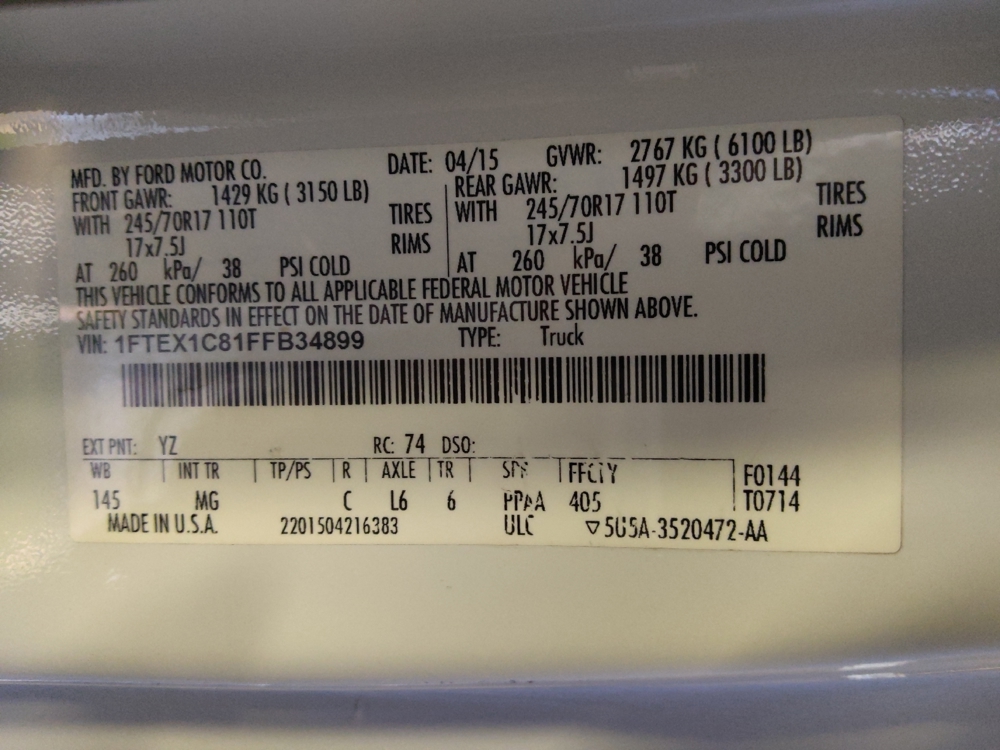 MFD. BY FORD MOTOR CO. DATE: 04/15 GVWR: 2767 KG ( 6100 LB)
FRONT GAWR: 1429 KG ( 3150 LB) REAR GAWR: 1497 KG ( 3300 LB)
WITH 245/70R17 110T TIRES WITH 245/70R17 110T TIRES
17x7.5J RIMS 17x7.5J RIMS
AT 260 kPa/ 38 PSI COLD AT 260 kPa/ 38 PSI COLD
THIS VEHICLE CONFORMS TO ALL APPLICABLE FEDERAL MOTOR VEHICLE
SAFETY STANDARDS IN EFFECT ON THE DATE OF MANUFACTURE SHOWN ABOVE.
VIN: 1FTEX1C81FFB34899 TYPE: Truck
EXT PNT: YZ RC: 74 DSO:
WB INT TR TP/PS R AXLE TR F0144
145 MG C L6 6 405 T0714
MADE IN U.S.A. 2201504216383 ULC